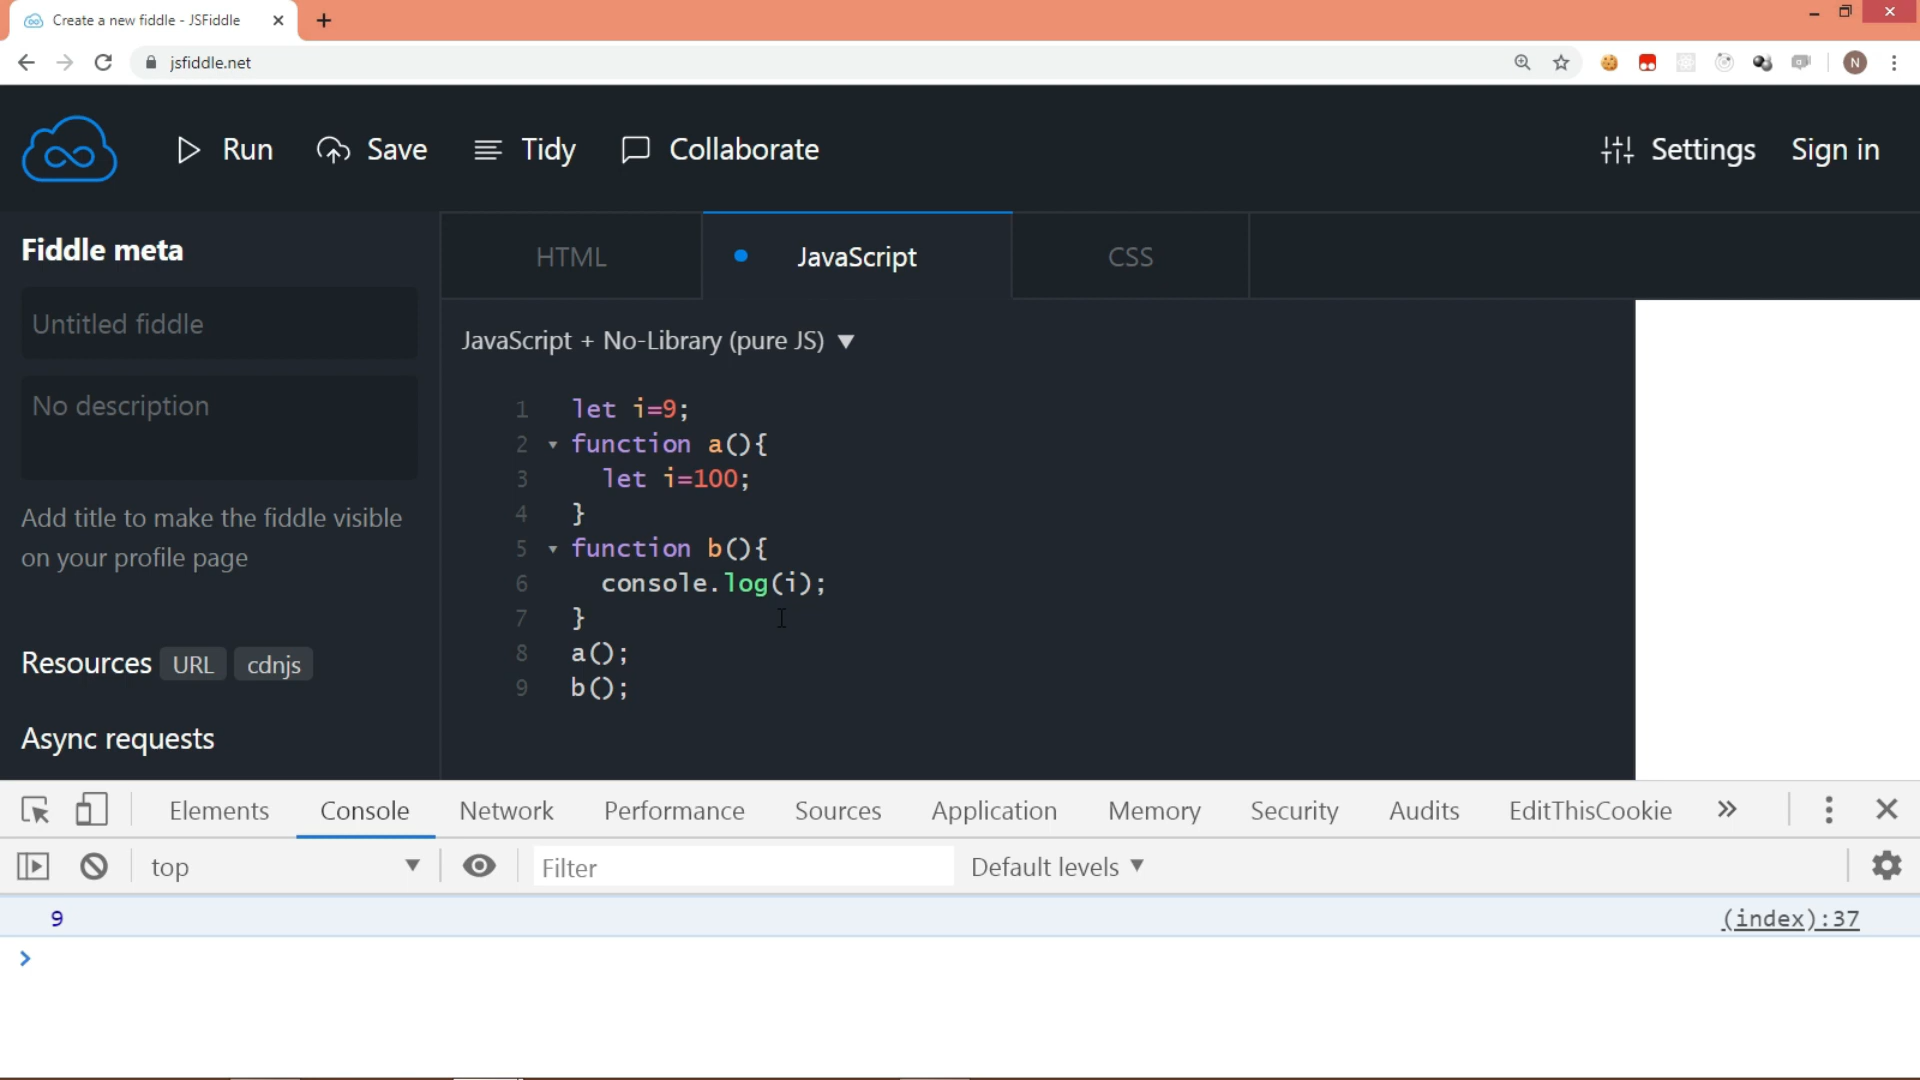 Create a new fiddle - JSFiddle
jsfiddle.net
N
Run Save Tidy Collaborate Settings Sign in
Fiddle meta
HTML JavaScript CSS
Untitled fiddle
JavaScript + No-Library (pure JS) ▼
No description
Add title to make the fiddle visible
on your profile page
Resources URL cdnjs
Async requests
1 let i=9;
2 function a(){
3 let i=100;
4 }
5 function b(){
6 console.log(i);
7 }
8 a();
9 b();
Elements Console Network Performance Sources Application Memory Security Audits EditThisCookie »
top ▼ Filter Default levels ▼
9 (index):37